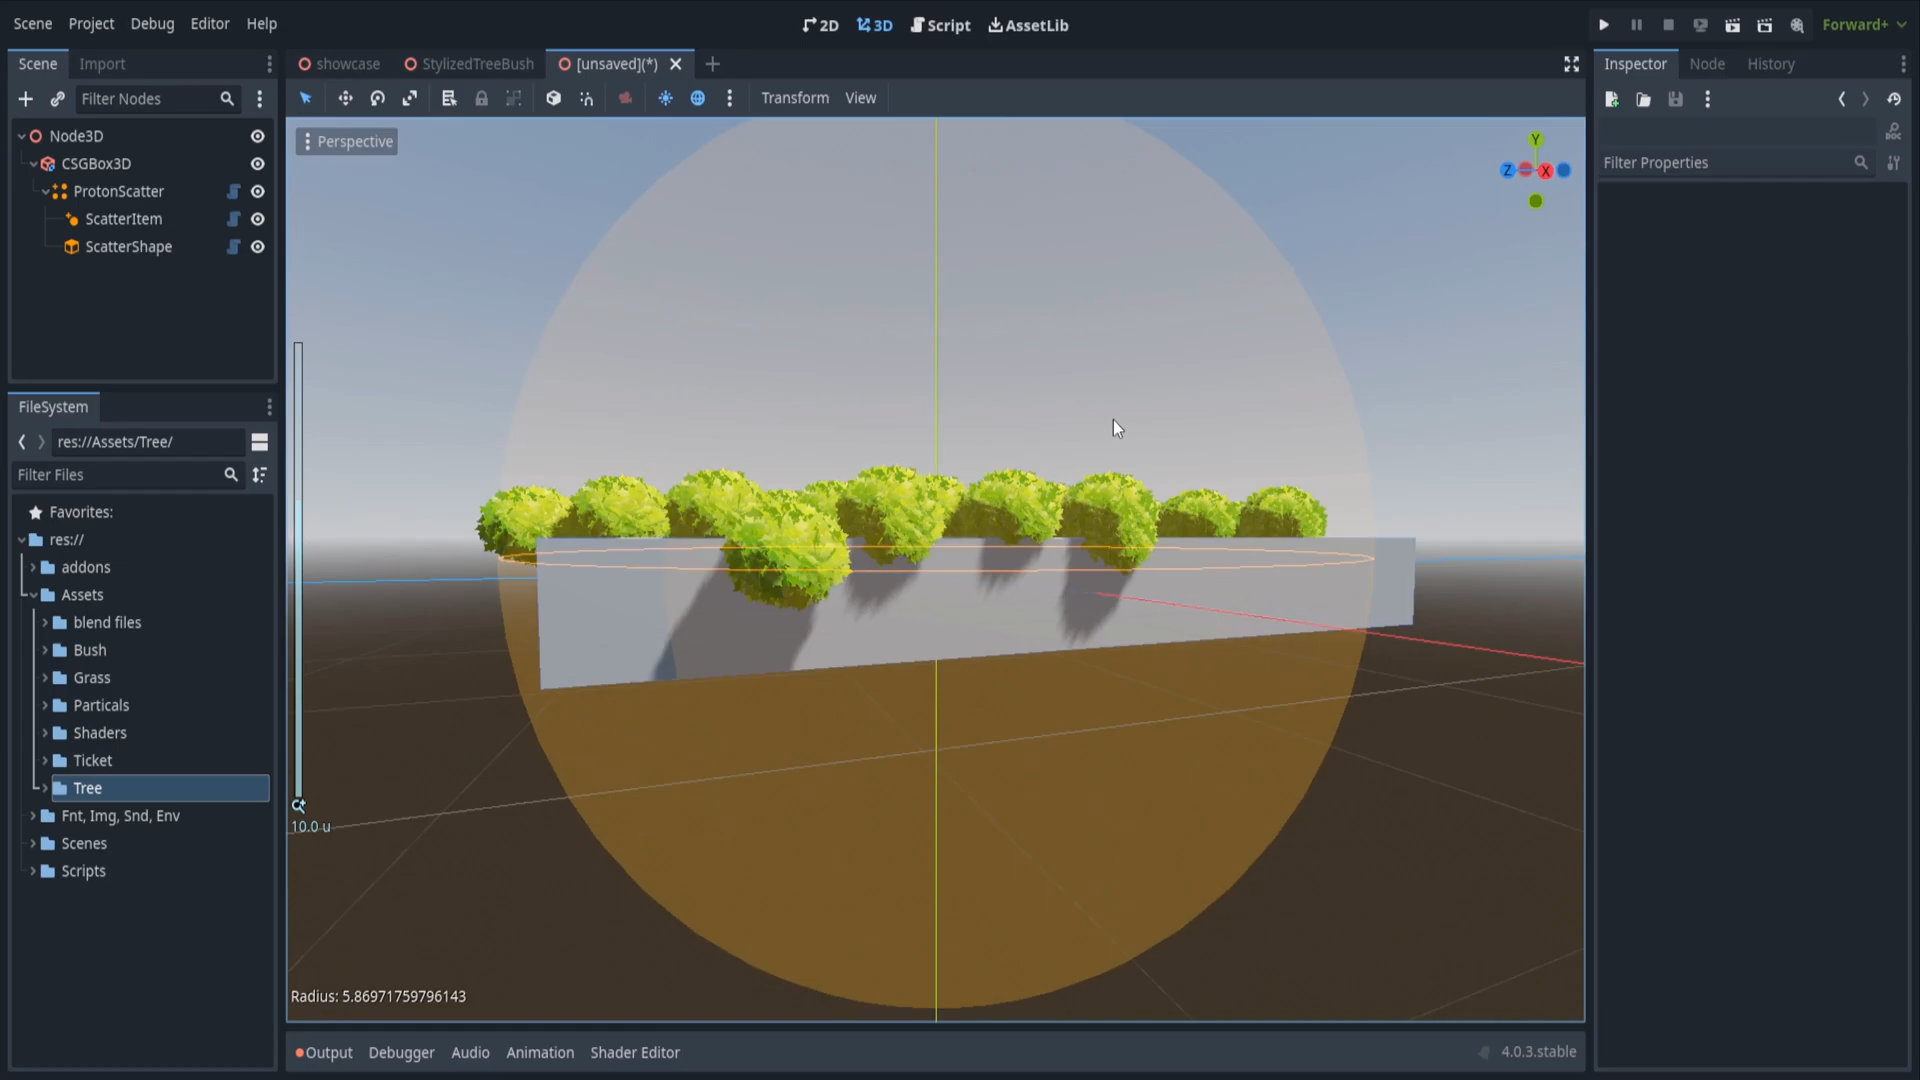 Scene Project Debug Editor Help
2D 3D Script AssetLib
Forward+
Scene Import
showcase StylizedTreeBush [unsaved](*)
Inspector Node History
Filter Nodes
Transform View
Perspective
Y
Z X
Filter Properties
Node3D
CSGBox3D
ProtonScatter
ScatterItem
ScatterShape
FileSystem
res://Assets/Tree/
Filter Files
Favorites:
res://
addons
Assets
blend files
Bush
Grass
Particals
Shaders
Ticket
Tree
Fnt, Img, Snd, Env
Scenes
Scripts
10.0 u
Radius: 5.86971759796143
Output Debugger Audio Animation Shader Editor
4.0.3.stable